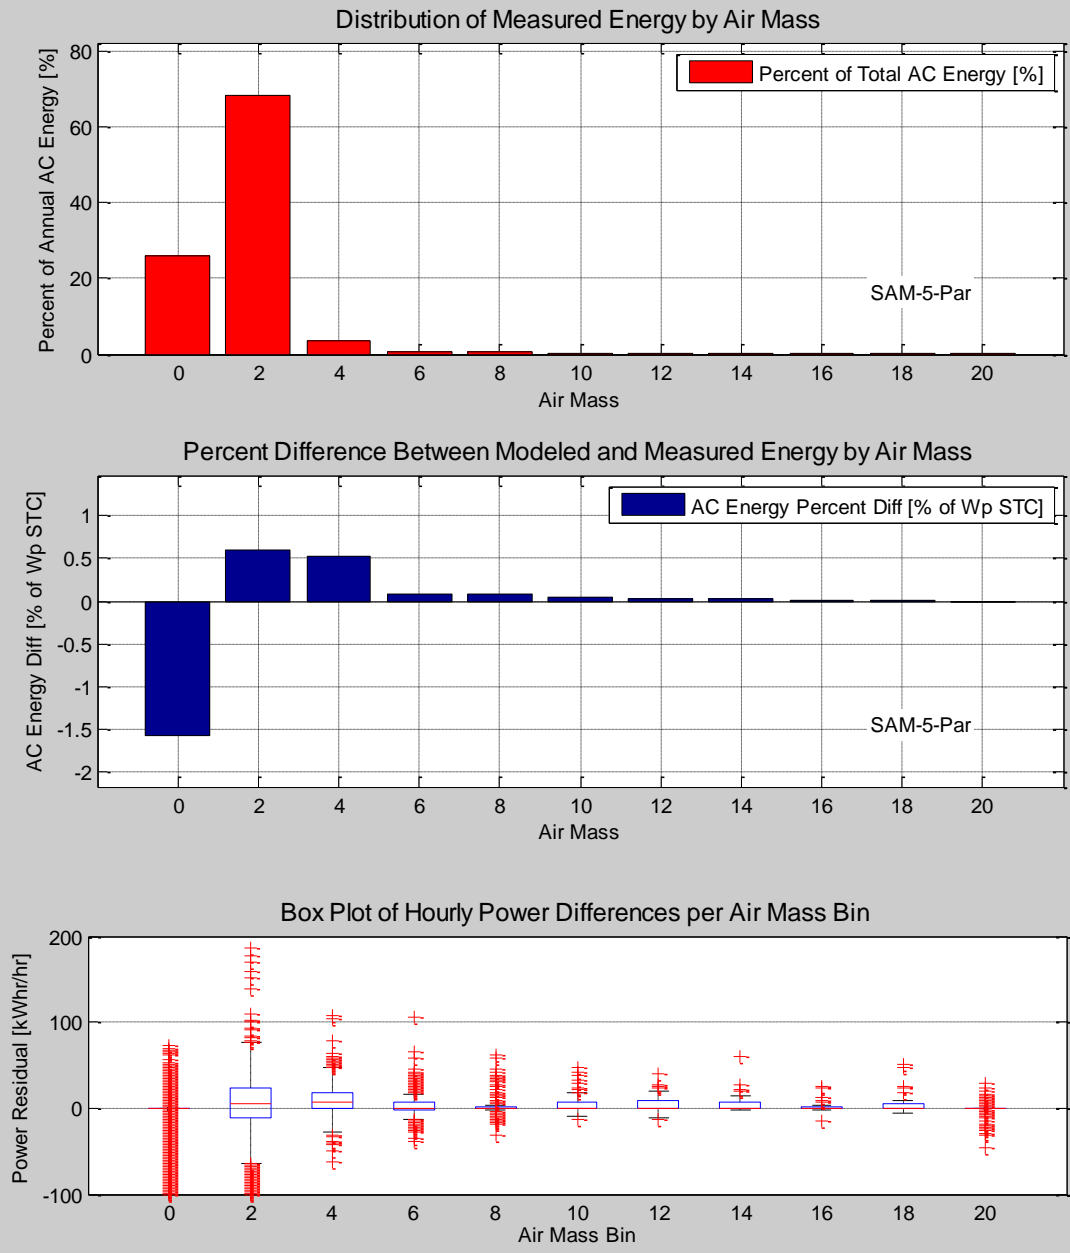 Distribution of Measured Energy by Air Mass
Percent of Annual AC Energy [%]
80
60
40
20
0
Percent of Total AC Energy [%]
SAM-5-Par
0 2 4 6 8 10 12 14 16 18 20
Air Mass
Percent Difference Between Modeled and Measured Energy by Air Mass
AC Energy Diff [% of Wp STC]
1
0.5
0
-0.5
-1
-1.5
-2
AC Energy Percent Diff [% of Wp STC]
SAM-5-Par
0 2 4 6 8 10 12 14 16 18 20
Air Mass
Box Plot of Hourly Power Differences per Air Mass Bin
Power Residual [kWhr/hr]
200
100
0
-100
0 2 4 6 8 10 12 14 16 18 20
Air Mass Bin